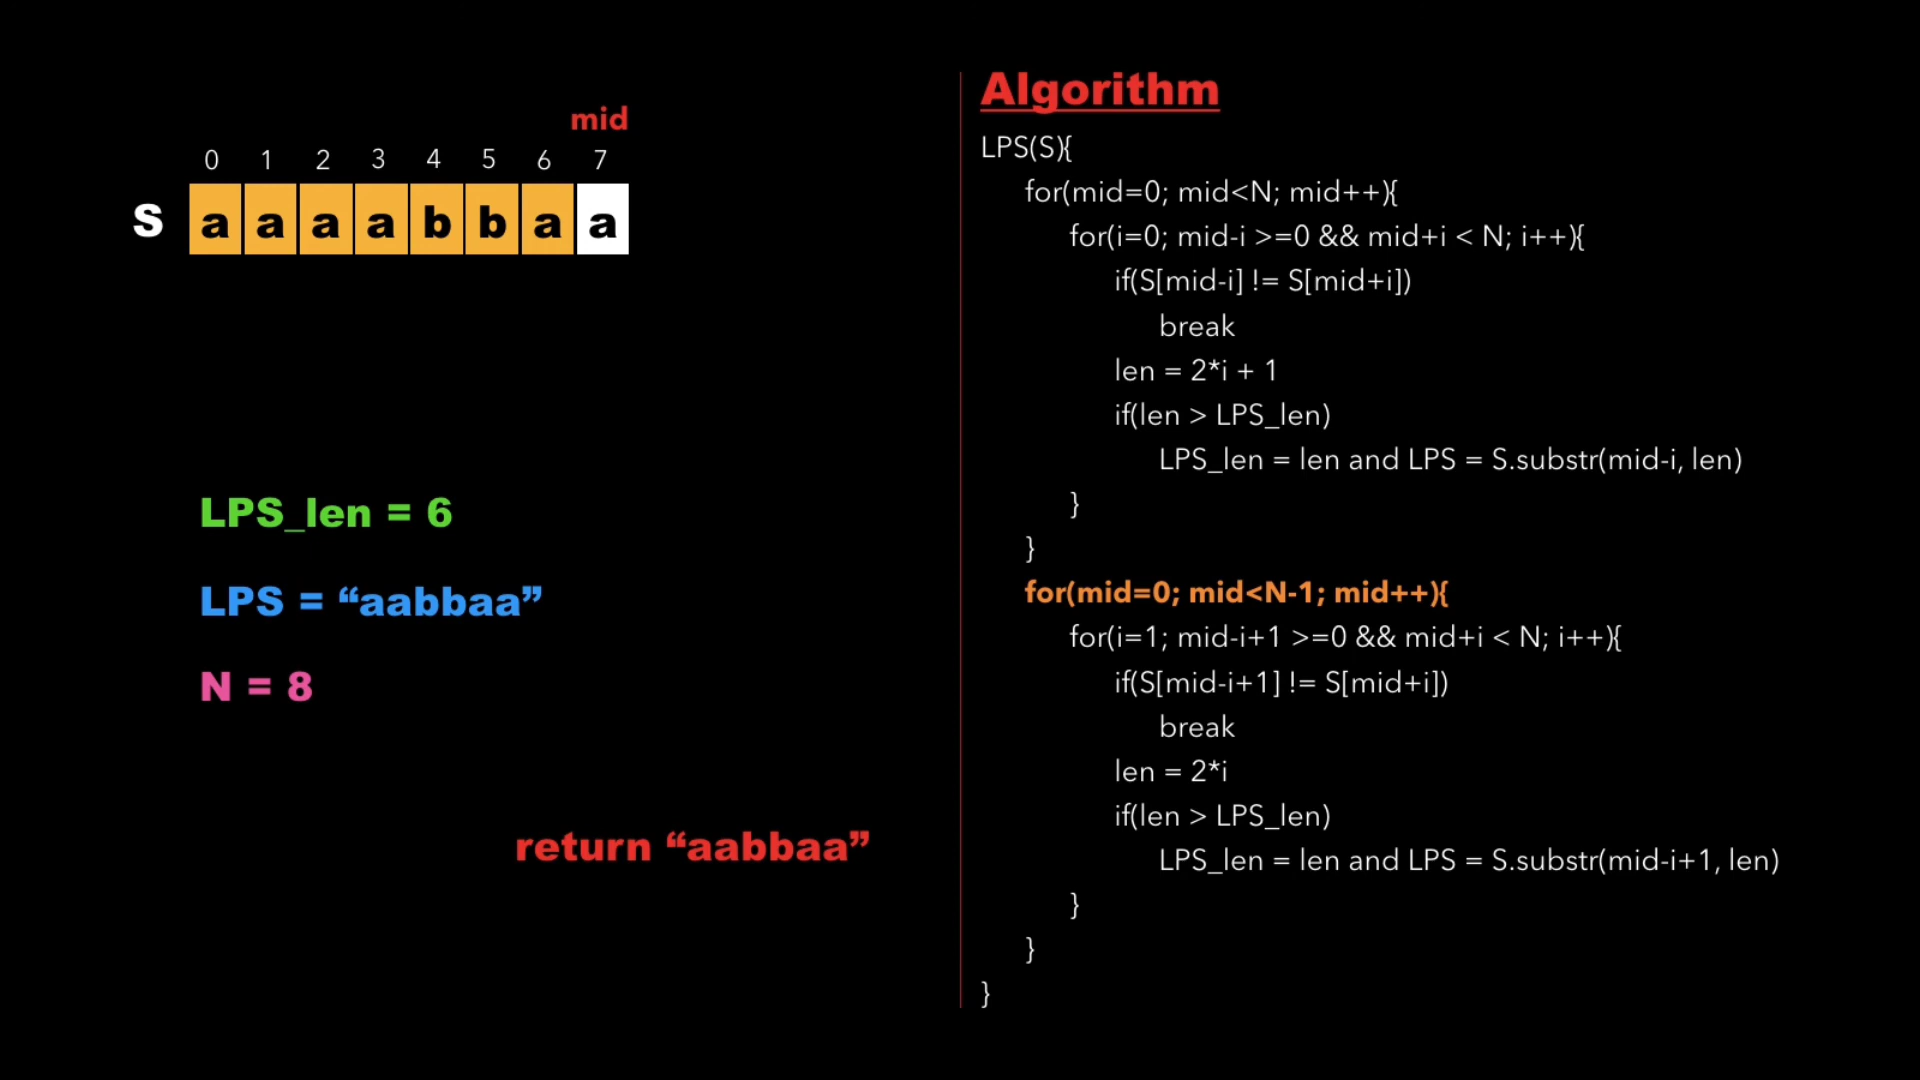 mid
0 1 2 3 4 5 6 7
S a a a a b b a a
LPS_len = 6
LPS = “aabbaa”
N = 8
return “aabbaa”
Algorithm
LPS(S){
for(mid=0; mid<N; mid++){
for(i=0; mid-i >=0 && mid+i < N; i++){
if(S[mid-i] != S[mid+i])
break
len = 2*i + 1
if(len > LPS_len)
LPS_len = len and LPS = S.substr(mid-i, len)
}
}
for(mid=0; mid<N-1; mid++){
for(i=1; mid-i+1 >=0 && mid+i < N; i++){
if(S[mid-i+1] != S[mid+i])
break
len = 2*i
if(len > LPS_len)
LPS_len = len and LPS = S.substr(mid-i+1, len)
}
}
}